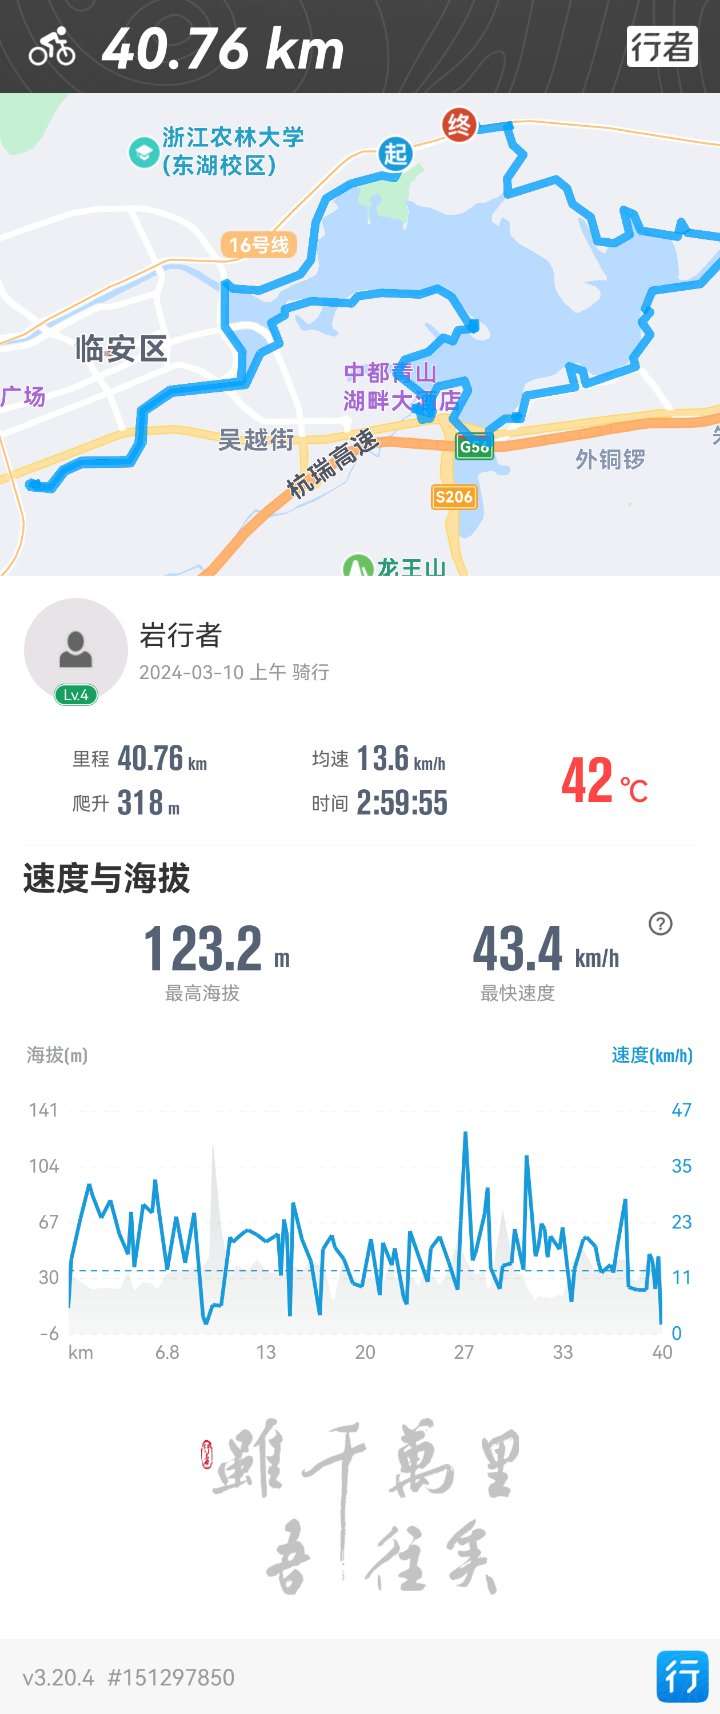 40.76 km
行者
浙江农林大学
(东湖校区)
起
终
16号线
临安区
广场
中都青山
湖畔大酒店
吴越街
杭瑞高速
G56
外铜锣
S206
龙王山
岩行者
2024-03-10 上午 骑行
Lv.4
里程 40.76 km
均速 13.6 km/h
爬升 318 m
时间 2:59:55
42 ℃
速度与海拔
123.2 m
最高海拔
43.4 km/h
最快速度
海拔(m)
速度(km/h)
141 47
104 35
67 23
30 11
-6 0
km 6.8 13 20 27 33 40
雖千萬里
吾往矣
v3.20.4 #151297850
行